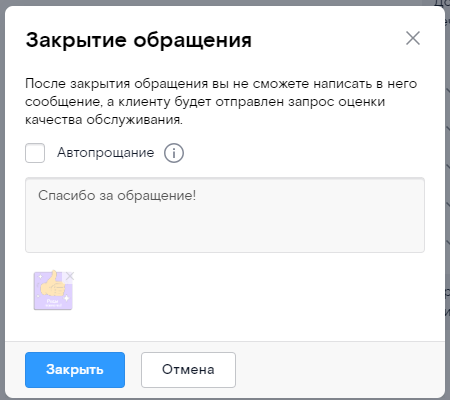 Закрытие обращения
После закрытия обращения вы не сможете написать в него
сообщение, а клиенту будет отправлен запрос оценки
качества обслуживания.
Автопрощание
Спасибо за обращение!
Закрыть
Отмена